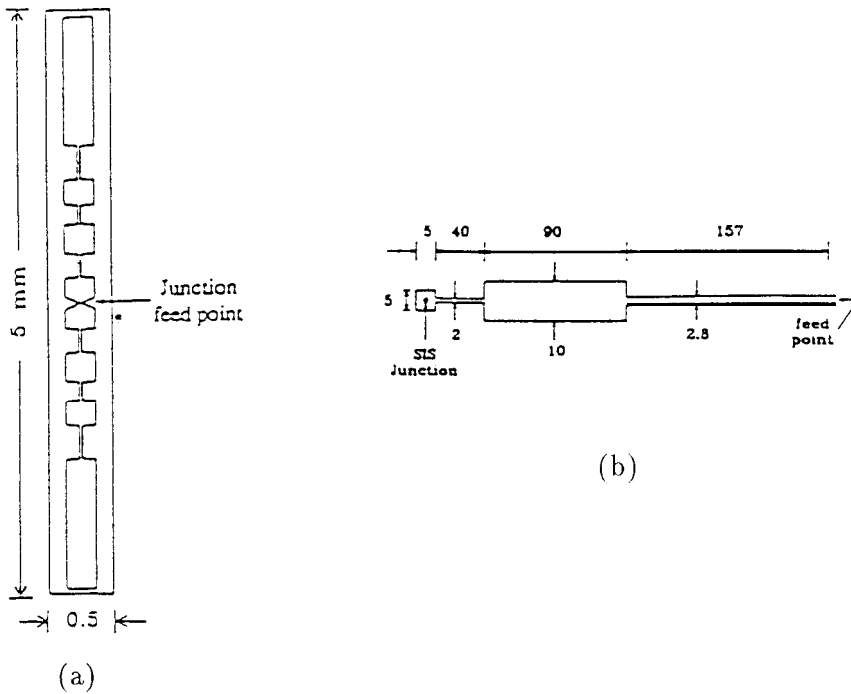 5 mm
Junction
feed point
0.5
(a)
5 40 90 157
5
2
10
2.8
SIS
Junction
feed
point
(b)